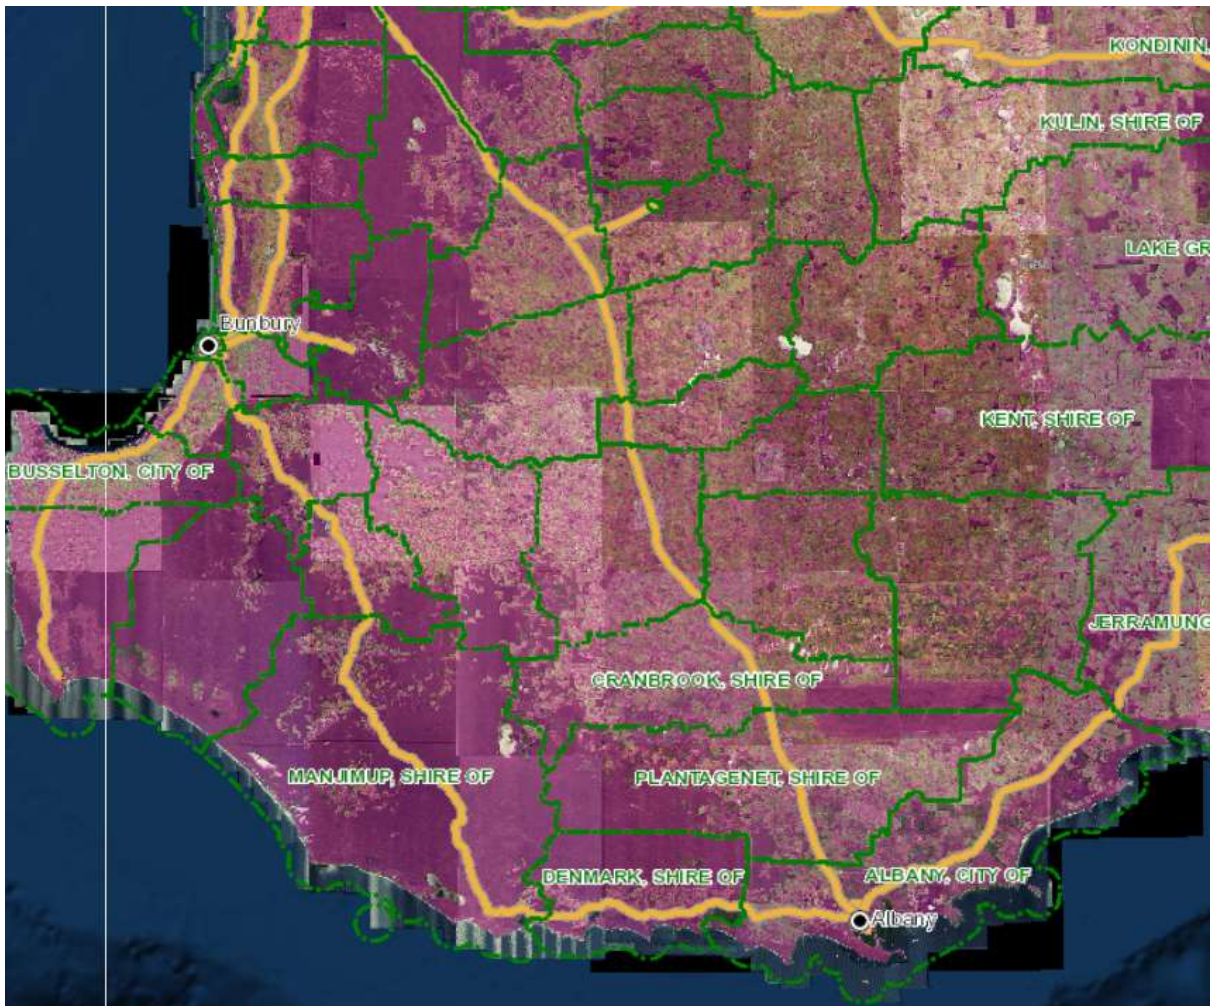 KONDININ,
KULIN, SHIRE OF
LAKE GR
Bunbury
KENT, SHIRE OF
BUSSELTON, CITY OF
JERRAMUNG
CRANBROOK, SHIRE OF
MANJIMUP, SHIRE OF
PLANTAGENET, SHIRE OF
DENMARK, SHIRE OF
ALBANY, CITY OF
Albany